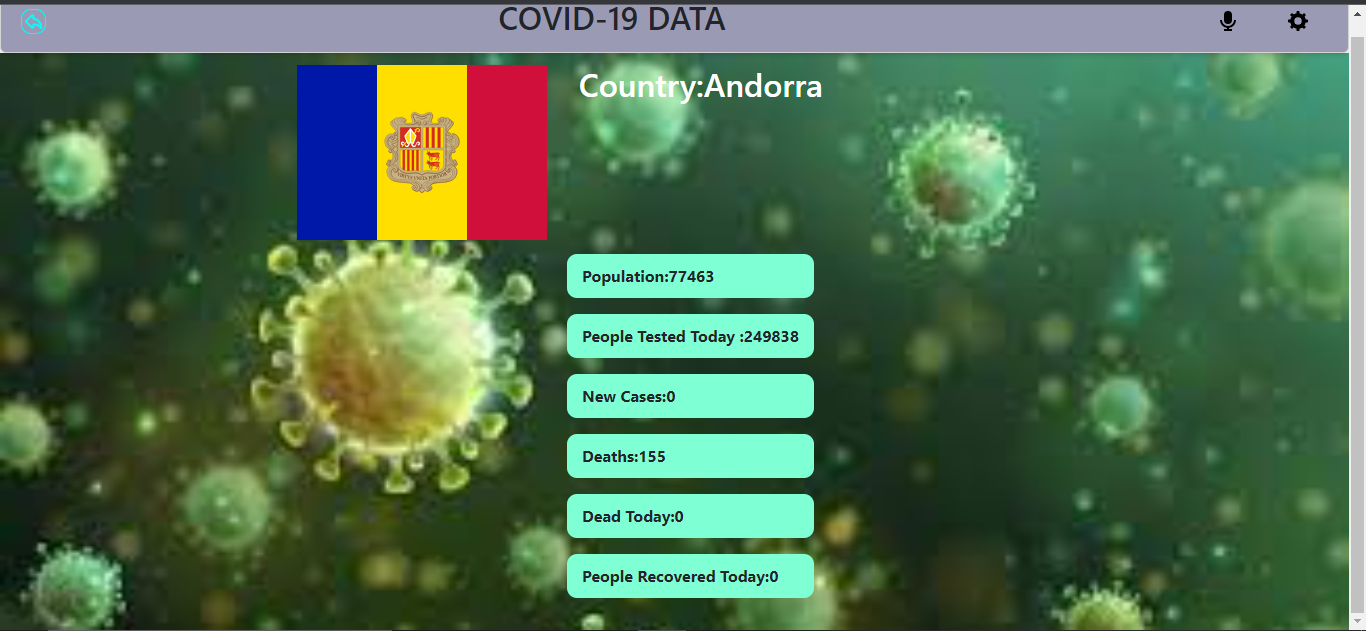 COVID-19 DATA
Country:Andorra
Population:77463
People Tested Today :249838
New Cases:0
Deaths:155
Dead Today:0
People Recovered Today:0